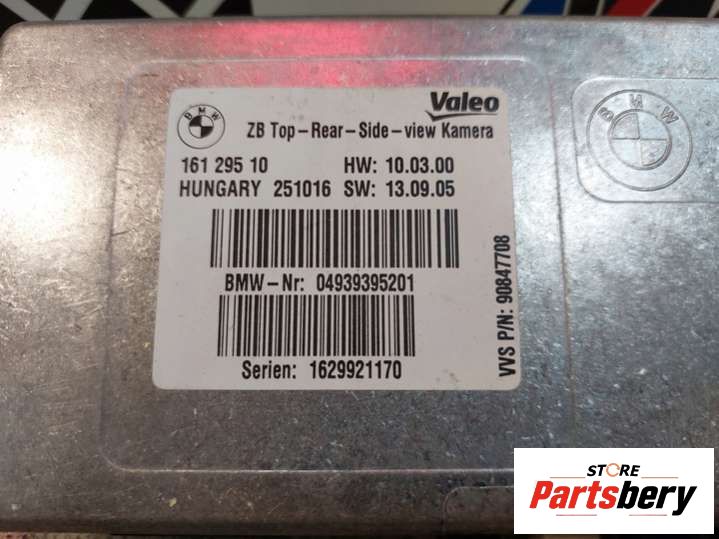 BMW
Valeo
ZB Top-Rear-Side-view Kamera
161 295 10 HW: 10.03.00
HUNGARY 251016 SW: 13.09.05
BMW-Nr: 04939395201
Serien: 1629921170
VVS P/N: 90847708
BMW
STORE
Partsbery